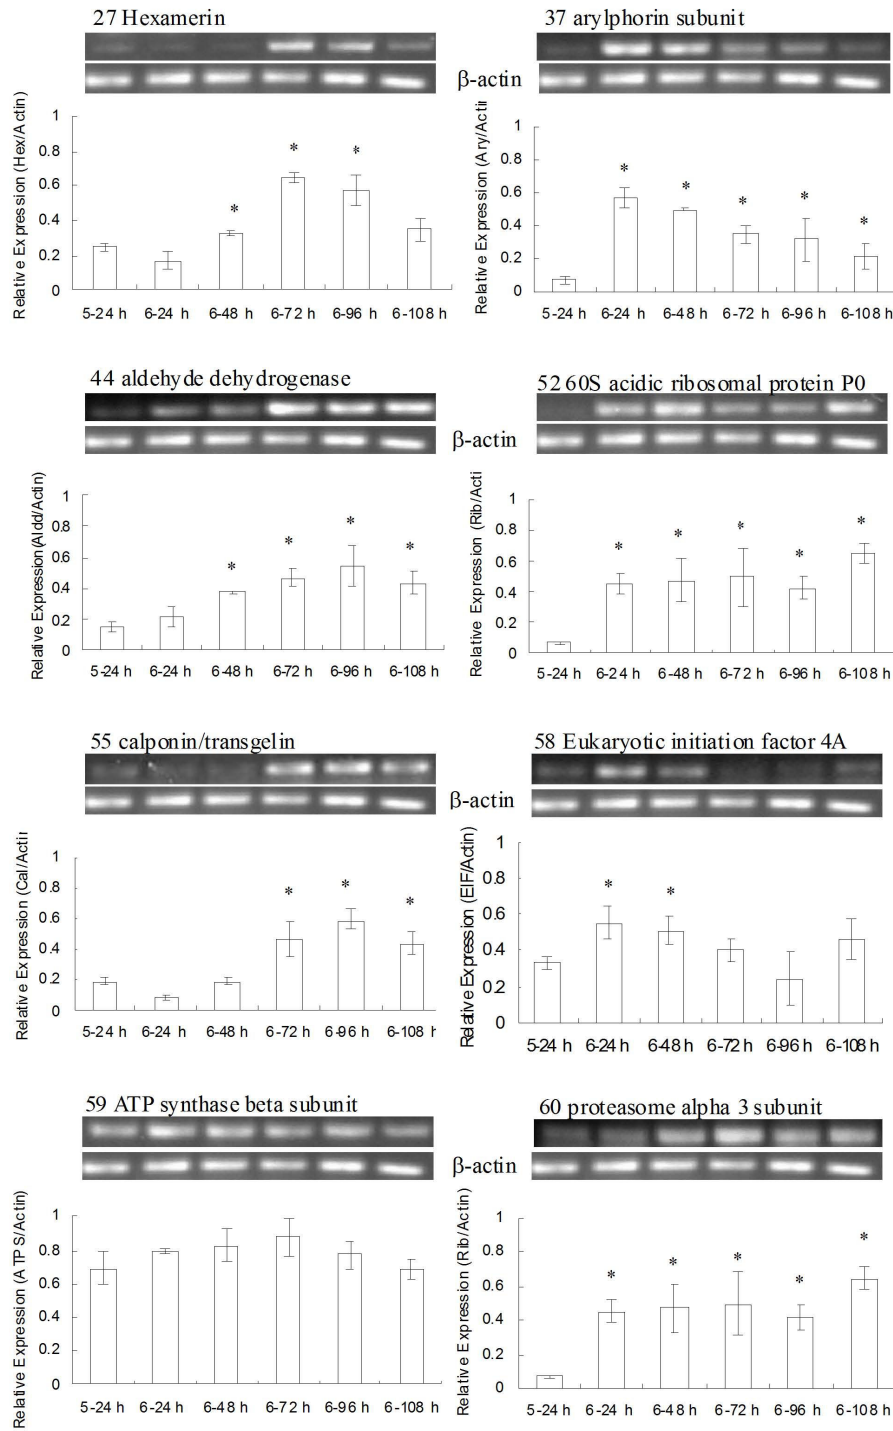 27 Hexamerin
37 arylphorin subunit
β-actin
Relative Expression (Hex/Actin)
1
0.8
0.6
0.4
0.2
0
* * * *
5-24 h 6-24 h 6-48 h 6-72 h 6-96 h 6-108 h
Relative Expression (Ary/Acti
1
0.8
0.6
0.4
0.2
0
* * * * *
5-24 h 6-24 h 6-48 h 6-72 h 6-96 h 6-108 h
44 aldehyde dehydrogenase
52 60S acidic ribosomal protein P0
β-actin
Relative Expression(Aldd/Actin)
1
0.8
0.6
0.4
0.2
0
* * * *
5-24 h 6-24 h 6-48 h 6-72 h 6-96 h 6-108 h
Relative Expression (Rib/Acti
1
0.8
0.6
0.4
0.2
0
* * * * *
5-24 h 6-24 h 6-48 h 6-72 h 6-96 h 6-108 h
55 calponin/transgelin
58 Eukaryotic initiation factor 4A
β-actin
Relative Expression (Cal/Actin
1
0.8
0.6
0.4
0.2
0
* * *
5-24 h 6-24 h 6-48 h 6-72 h 6-96 h 6-108 h
Relative Expression (EIF/Actin)
1
0.8
0.6
0.4
0.2
0
* *
5-24 h 6-24 h 6-48 h 6-72 h 6-96 h 6-108 h
59 ATP synthase beta subunit
60 proteasome alpha 3 subunit
β-actin
Relative Expression (ATPS/Actin)
1
0.8
0.6
0.4
0.2
0
5-24 h 6-24 h 6-48 h 6-72 h 6-96 h 6-108 h
Relative Expression (Rib/Actin)
1
0.8
0.6
0.4
0.2
0
* * * * *
5-24 h 6-24 h 6-48 h 6-72 h 6-96 h 6-108 h